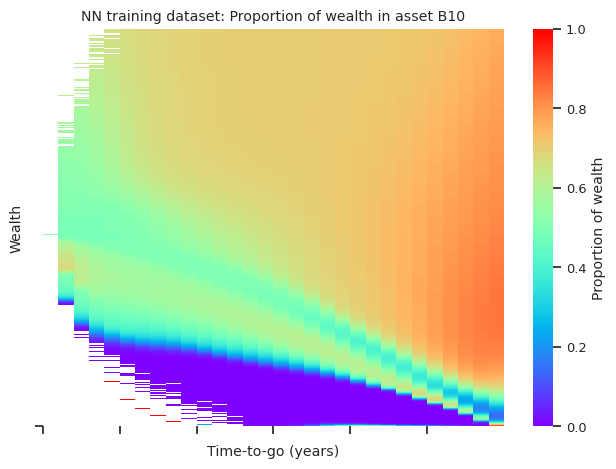 NN training dataset: Proportion of wealth in asset B10
Wealth
Time-to-go (years)
1.0
0.8
0.6
0.4
0.2
0.0
Proportion of wealth